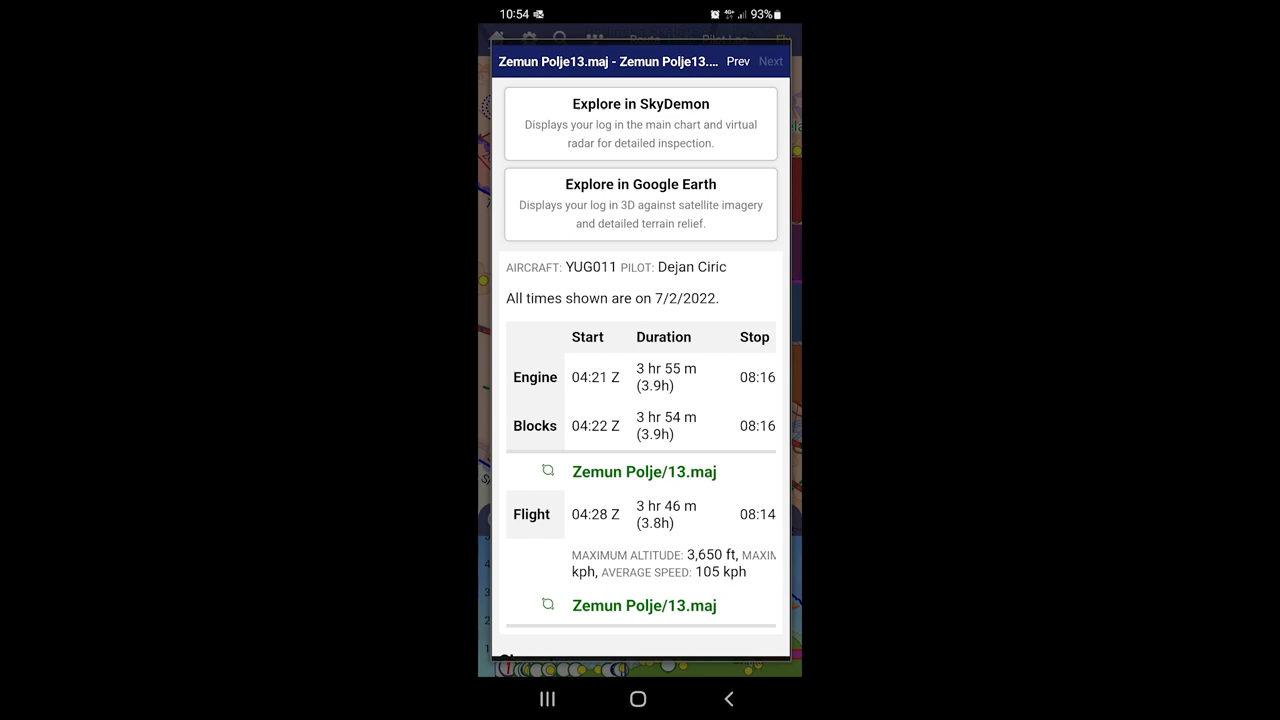 10:54 4G+ 93%
Zemun Polje13.maj - Zemun Polje13.... Prev Next
Explore in SkyDemon
Displays your log in the main chart and virtual
radar for detailed inspection.
Explore in Google Earth
Displays your log in 3D against satellite imagery
and detailed terrain relief.
AIRCRAFT: YUG011 PILOT: Dejan Ciric
All times shown are on 7/2/2022.
Start Duration Stop
Engine 04:21 Z 3 hr 55 m (3.9h) 08:16
Blocks 04:22 Z 3 hr 54 m (3.9h) 08:16
Zemun Polje/13.maj
Flight 04:28 Z 3 hr 46 m (3.8h) 08:14
MAXIMUM ALTITUDE: 3,650 ft, MAXIM
kph, AVERAGE SPEED: 105 kph
Zemun Polje/13.maj